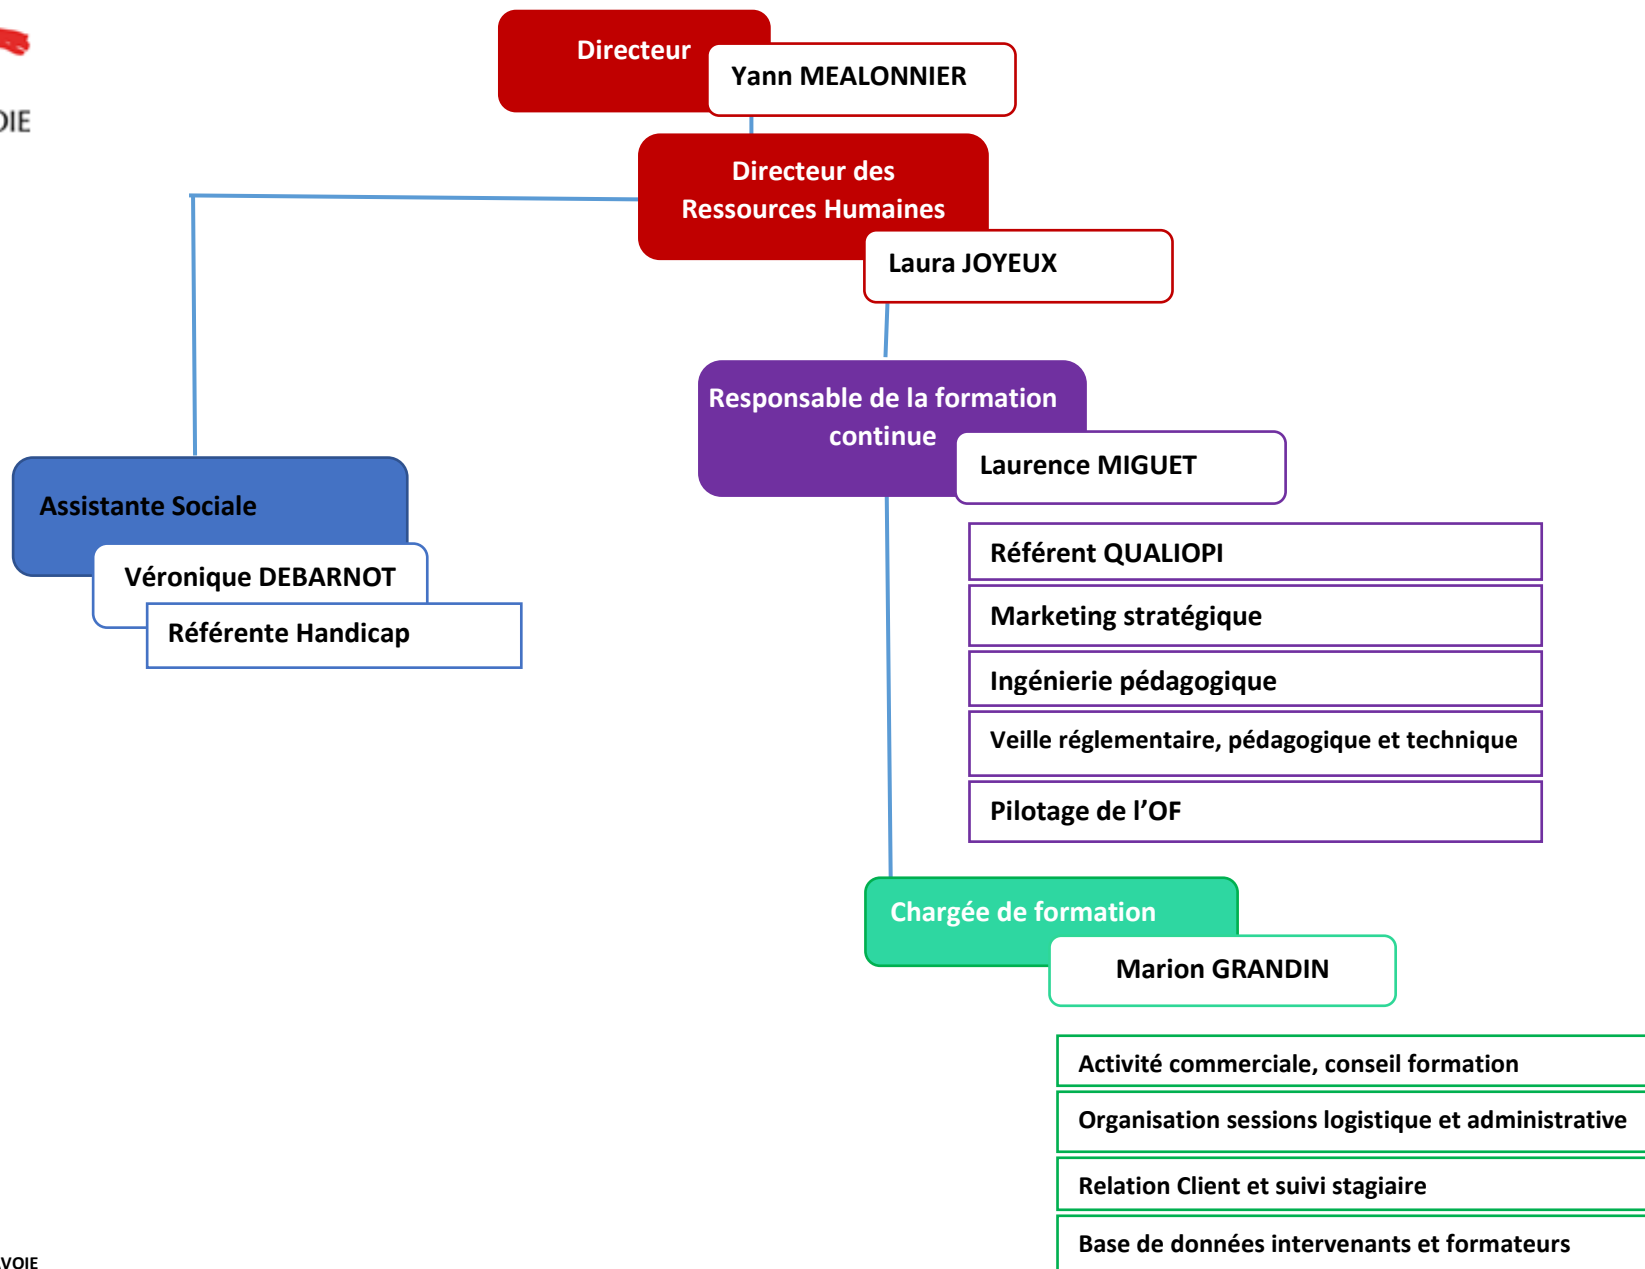 OIE
Directeur
Yann MEALONNIER
Directeur des
Ressources Humaines
Laura JOYEUX
Responsable de la formation
continue
Laurence MIGUET
Assistante Sociale
Véronique DEBARNOT
Référente Handicap
Référent QUALIOPI
Marketing stratégique
Ingénierie pédagogique
Veille réglementaire, pédagogique et technique
Pilotage de l’OF
Chargée de formation
Marion GRANDIN
Activité commerciale, conseil formation
Organisation sessions logistique et administrative
Relation Client et suivi stagiaire
Base de données intervenants et formateurs
VOIE